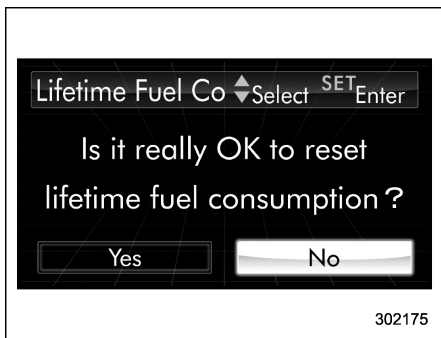 Lifetime Fuel Co Select SET Enter
Is it really OK to reset
lifetime fuel consumption?
Yes No
302175